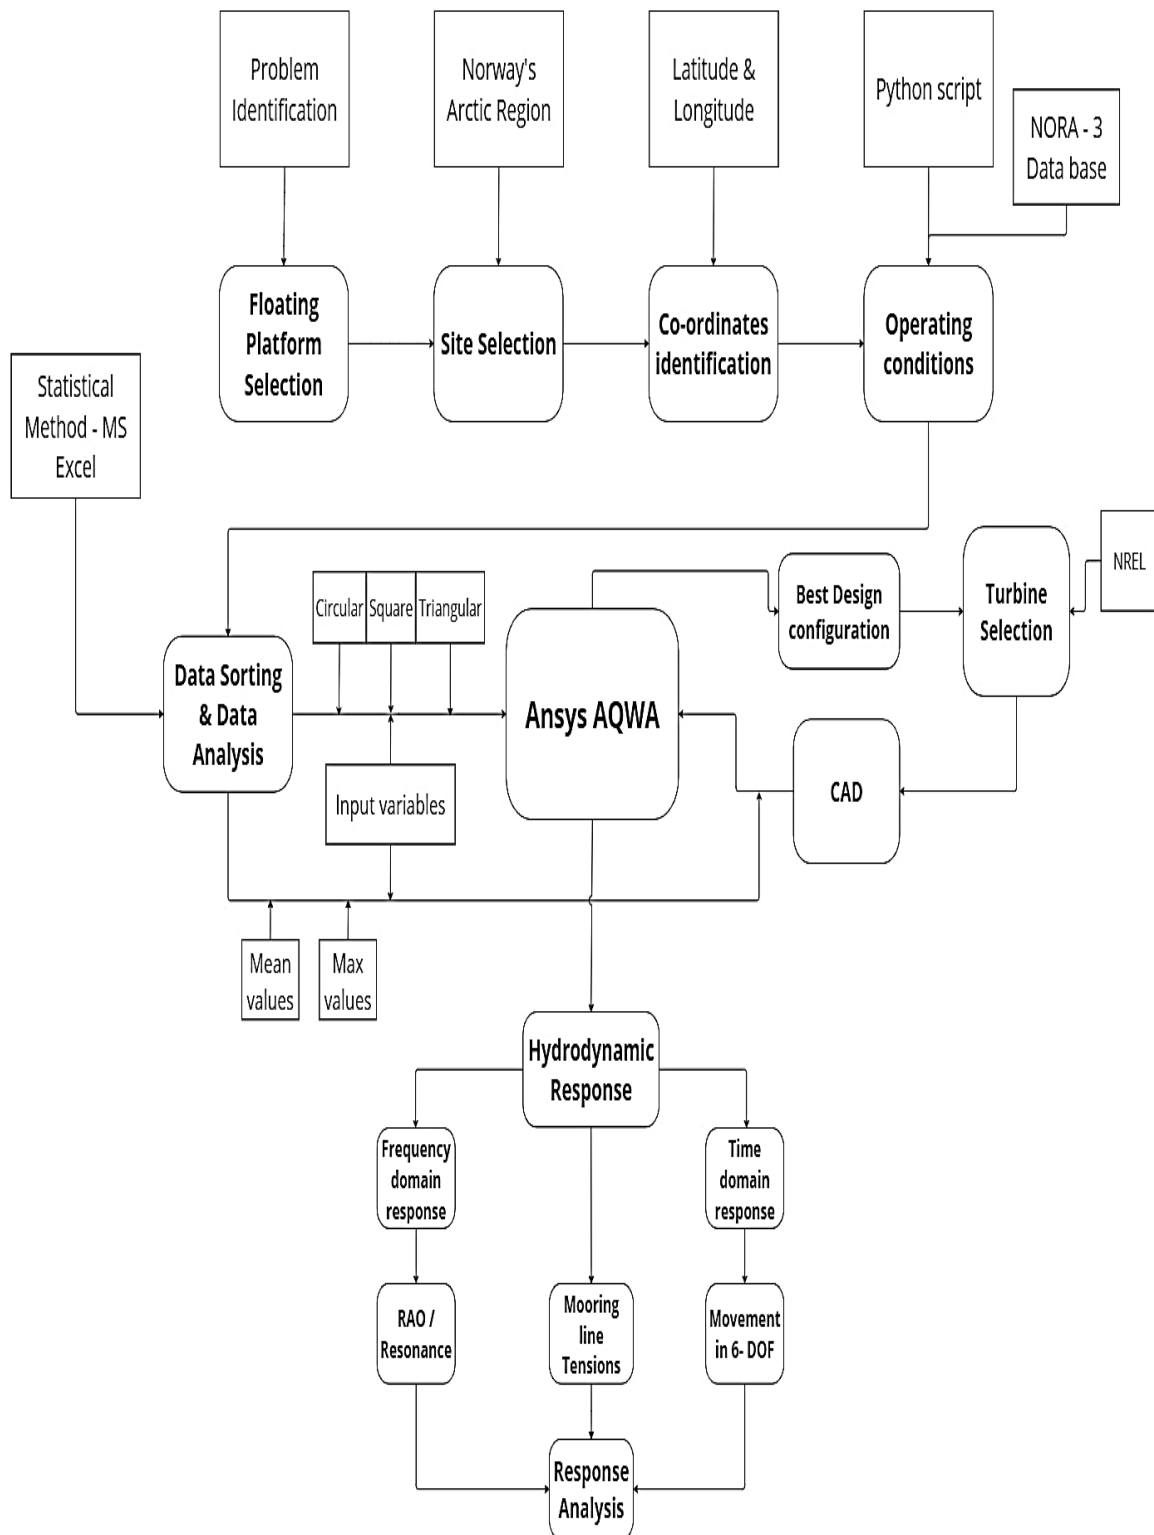 Problem
Identification
Norway's
Arctic Region
Latitude &
Longitude
Python script
NORA - 3
Data base
Floating
Platform
Selection
Site Selection
Co-ordinates
identification
Operating
conditions
Statistical
Method - MS
Excel
Circular
Square
Triangular
Best Design
configuration
Turbine
Selection
NREL
Data Sorting
& Data
Analysis
Ansys AQWA
Input variables
CAD
Mean
values
Max
values
Hydrodynamic
Response
Frequency
domain
response
Time
domain
response
RAO /
Resonance
Mooring
line
Tensions
Movement
in 6- DOF
Response
Analysis